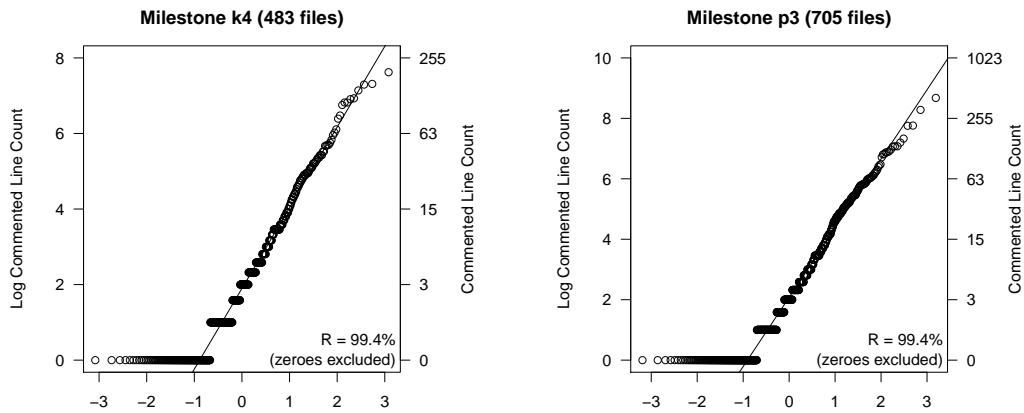 Milestone k4 (483 files)
Log Commented Line Count
8
6
4
2
0
255
63
15
3
0
Commented Line Count
R = 99.4%
(zeroes excluded)
−3 −2 −1 0 1 2 3
Milestone p3 (705 files)
Log Commented Line Count
10
8
6
4
2
0
1023
255
63
15
3
0
Commented Line Count
R = 99.4%
(zeroes excluded)
−3 −2 −1 0 1 2 3